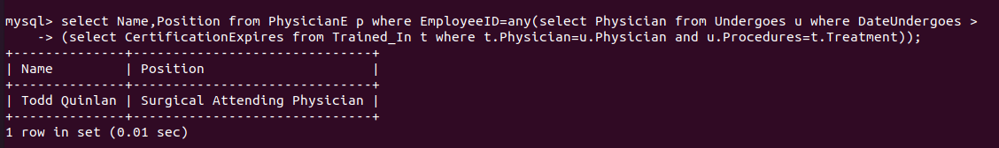 mysql> select Name,Position from PhysicianE p where EmployeeID=any(select Physician from Undergoes u where DateUndergoes >
    -> (select CertificationExpires from Trained_In t where t.Physician=u.Physician and u.Procedures=t.Treatment));
+--------------+------------------------------+
| Name         | Position                     |
+--------------+------------------------------+
| Todd Quinlan | Surgical Attending Physician |
+--------------+------------------------------+
1 row in set (0.01 sec)